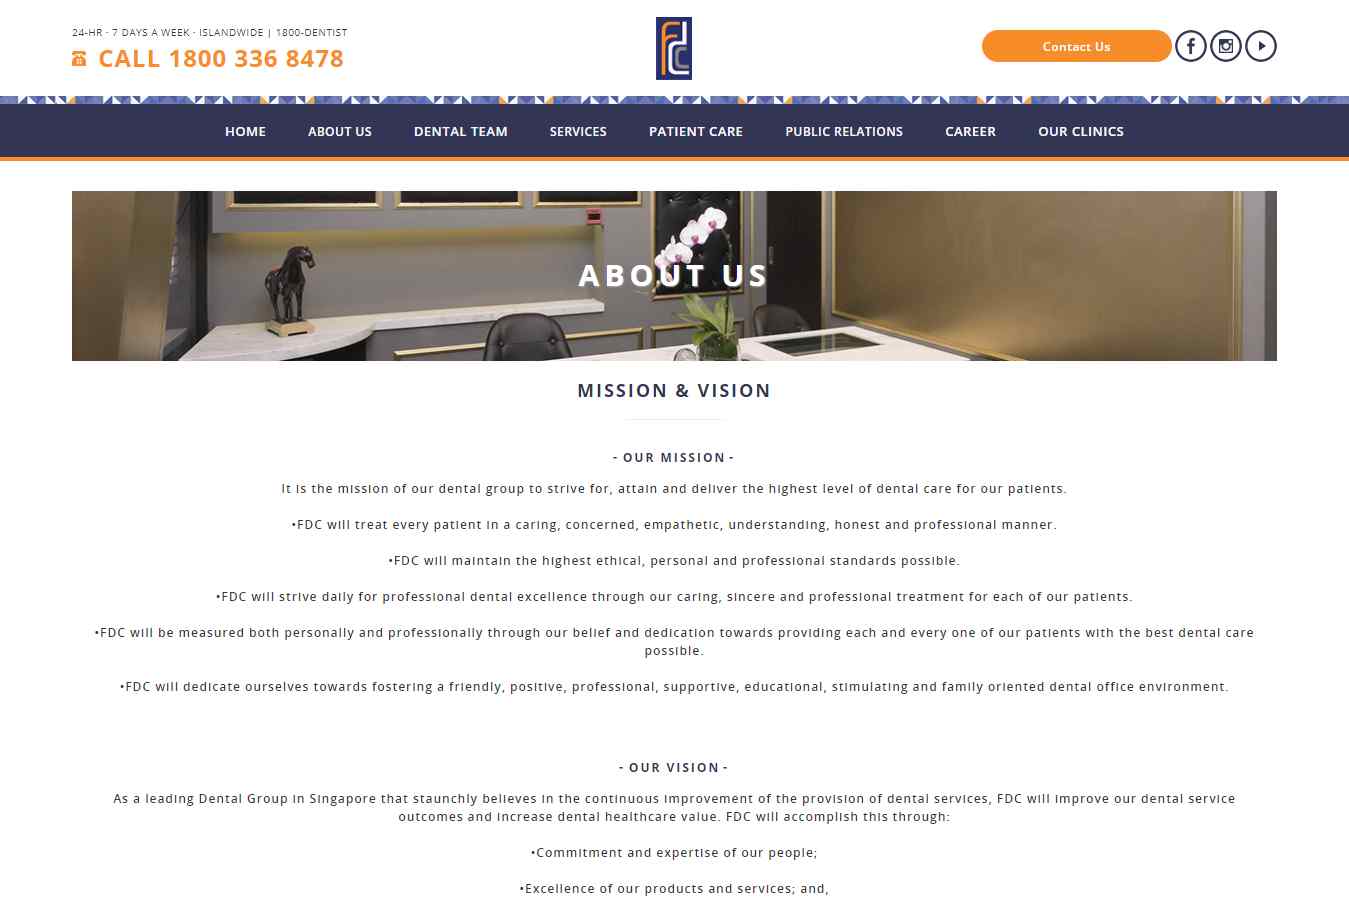 24-HR · 7 DAYS A WEEK · ISLANDWIDE | 1800-DENTIST
CALL 1800 336 8478
fdc
Contact Us
HOME ABOUT US DENTAL TEAM SERVICES PATIENT CARE PUBLIC RELATIONS CAREER OUR CLINICS
ABOUT US
MISSION & VISION
- OUR MISSION -
It is the mission of our dental group to strive for, attain and deliver the highest level of dental care for our patients.
•FDC will treat every patient in a caring, concerned, empathetic, understanding, honest and professional manner.
•FDC will maintain the highest ethical, personal and professional standards possible.
•FDC will strive daily for professional dental excellence through our caring, sincere and professional treatment for each of our patients.
•FDC will be measured both personally and professionally through our belief and dedication towards providing each and every one of our patients with the best dental care
possible.
•FDC will dedicate ourselves towards fostering a friendly, positive, professional, supportive, educational, stimulating and family oriented dental office environment.
- OUR VISION -
As a leading Dental Group in Singapore that staunchly believes in the continuous improvement of the provision of dental services, FDC will improve our dental service
outcomes and increase dental healthcare value. FDC will accomplish this through:
•Commitment and expertise of our people;
•Excellence of our products and services; and,